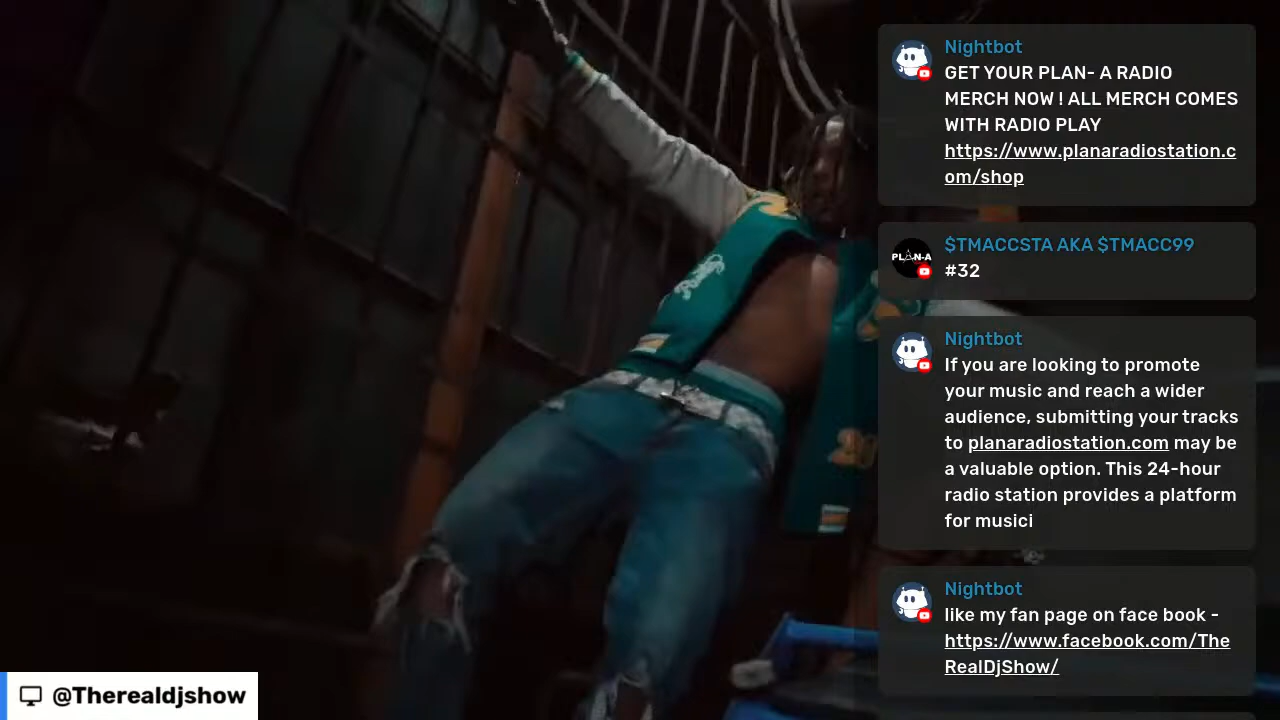 Nightbot
GET YOUR PLAN- A RADIO
MERCH NOW ! ALL MERCH COMES
WITH RADIO PLAY
https://www.planaradiostation.c
om/shop
PLAN-A
$TMACCSTA AKA $TMACC99
#32
Nightbot
If you are looking to promote
your music and reach a wider
audience, submitting your tracks
to planaradiostation.com may be
a valuable option. This 24-hour
radio station provides a platform
for musici
Nightbot
like my fan page on face book -
https://www.facebook.com/The
RealDjShow/
@Therealdjshow